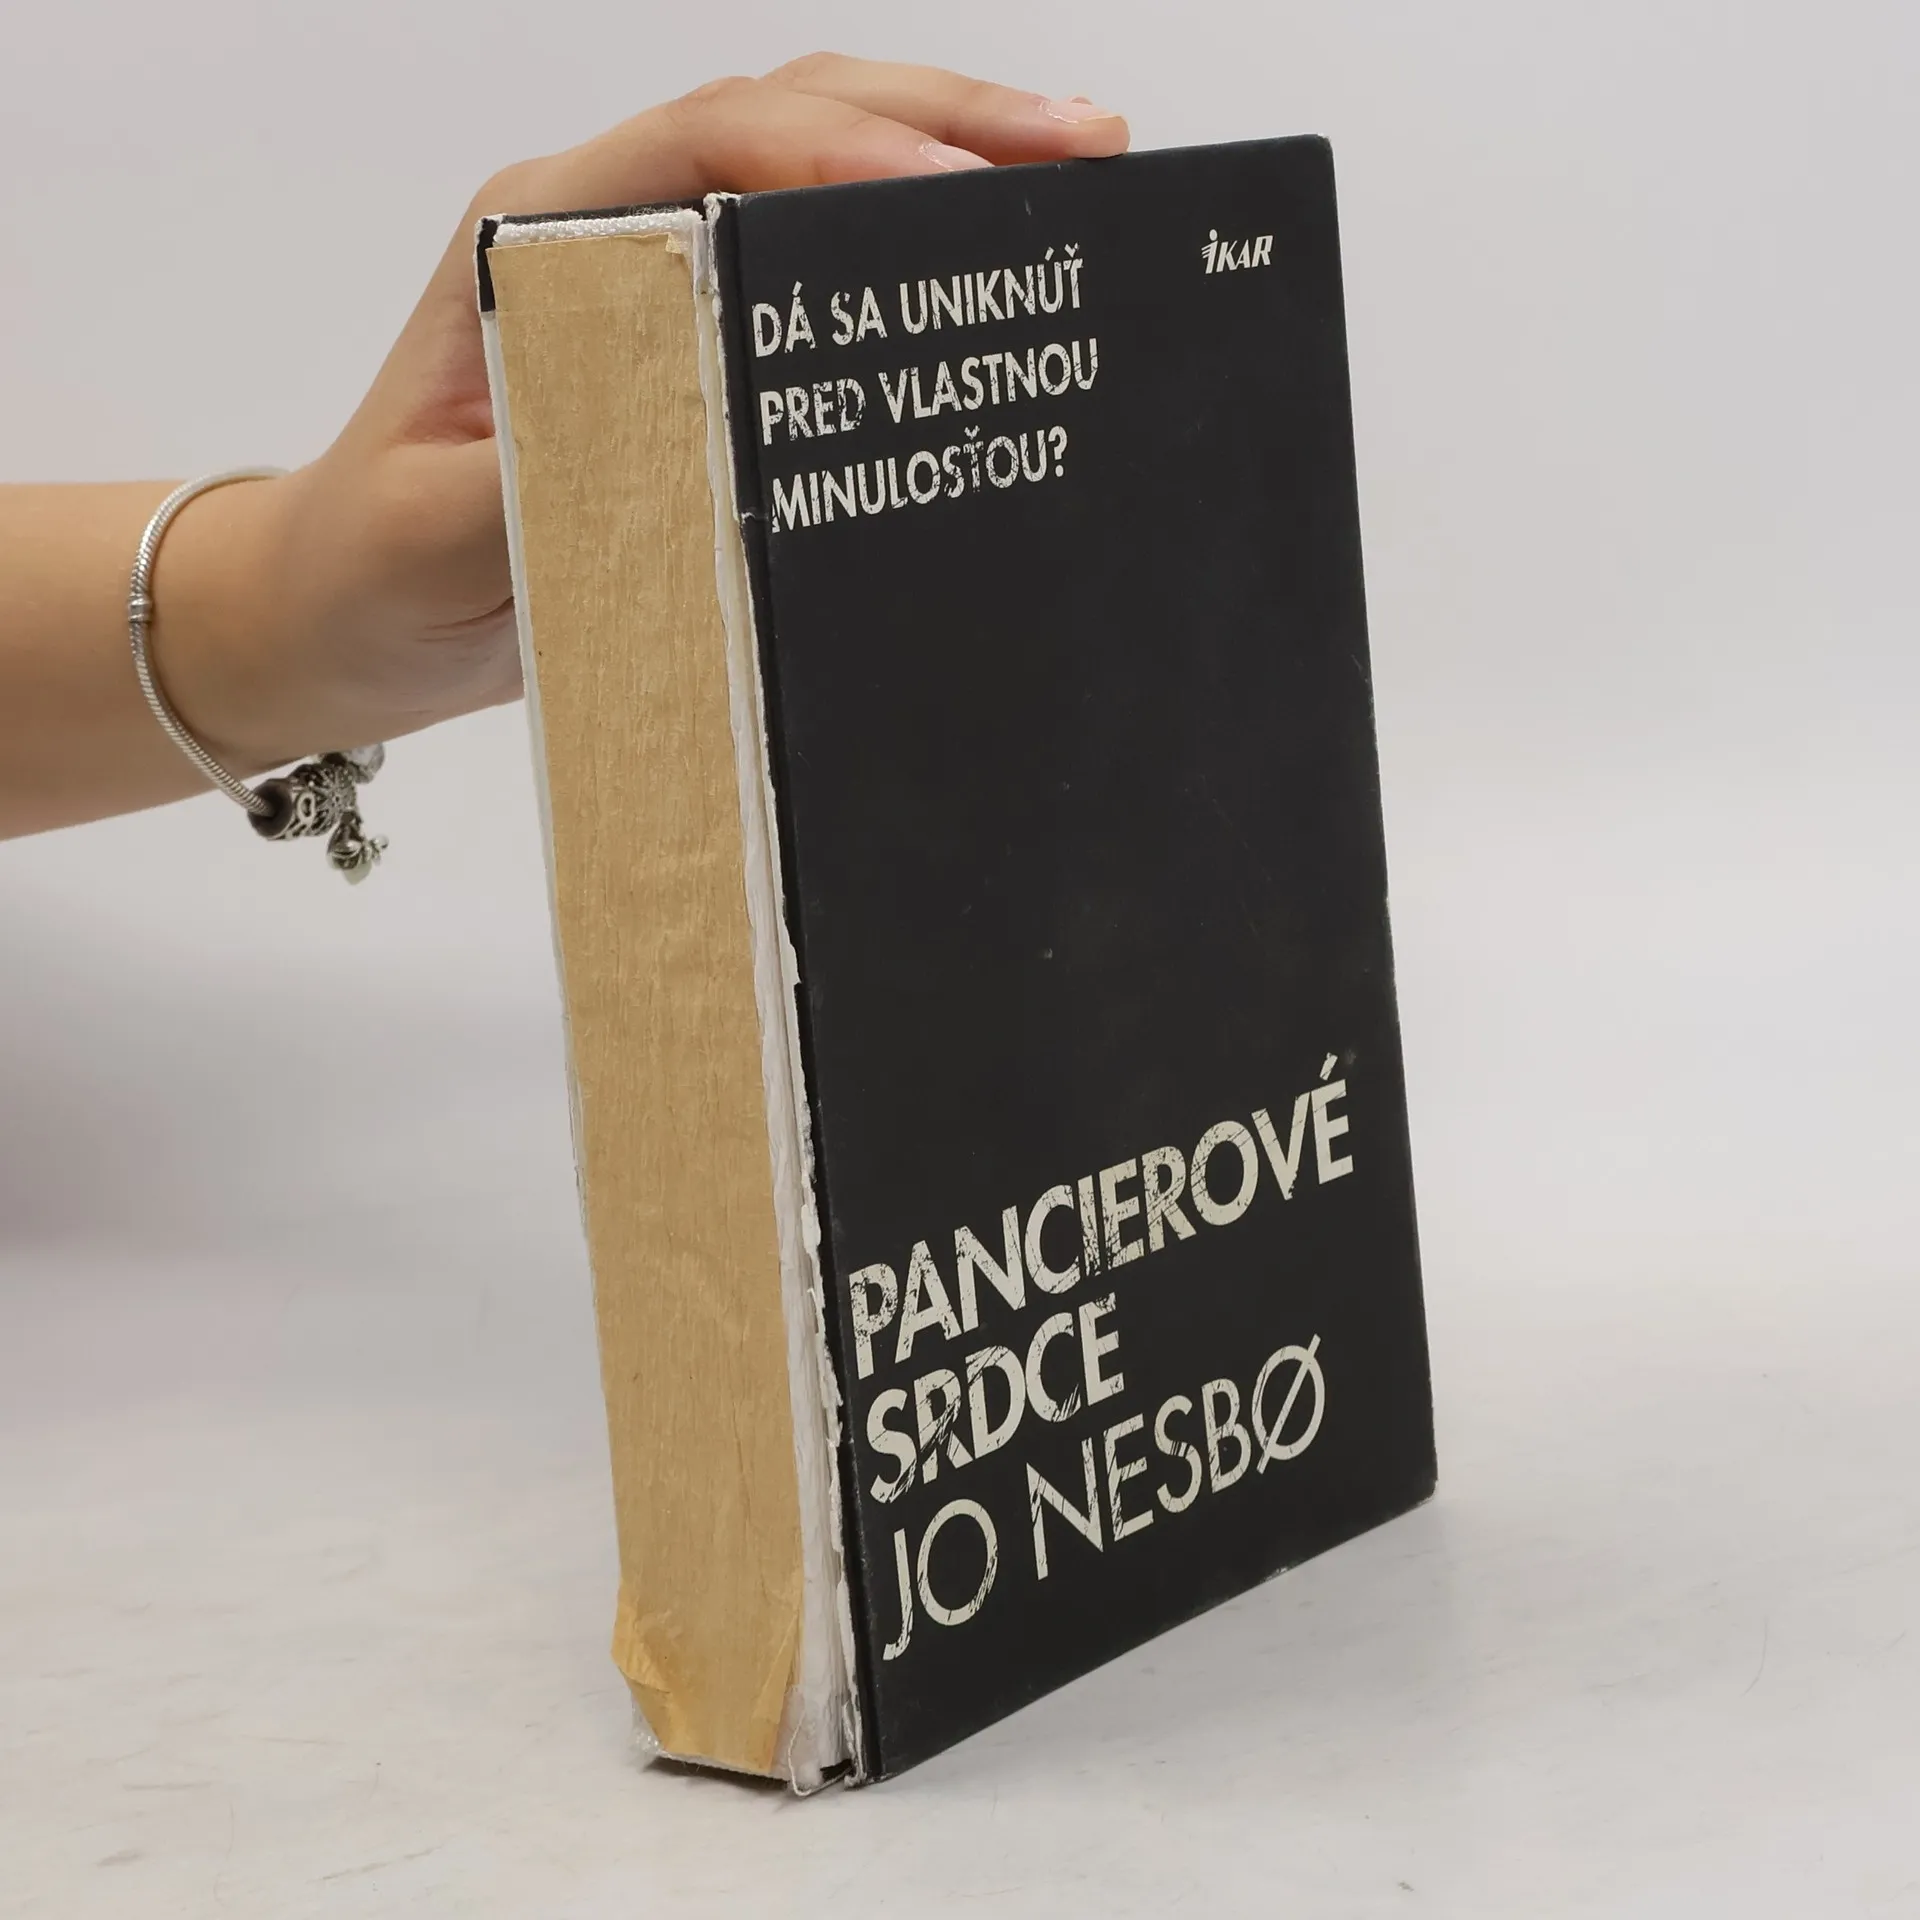 IKAR
DÁ SA UNIKNÚŤ
PRED VLASTNOU
MINULOSŤOU?
PANCIEROVÉ
SRDCE
JO NESBØ